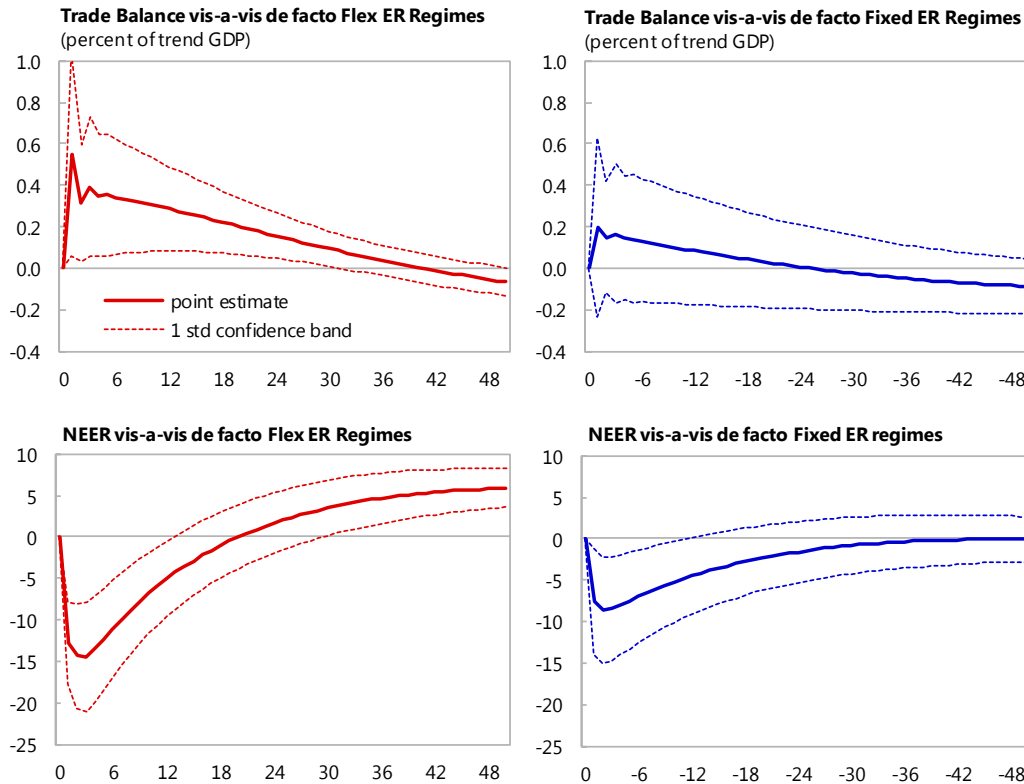 Trade Balance vis-a-vis de facto Flex ER Regimes
(percent of trend GDP)
1.0
0.8
0.6
0.4
0.2
0.0
-0.2
-0.4
point estimate
1 std confidence band
0 6 12 18 24 30 36 42 48
Trade Balance vis-a-vis de facto Fixed ER Regimes
(percent of trend GDP)
1.0
0.8
0.6
0.4
0.2
0.0
-0.2
-0.4
0 -6 -12 -18 -24 -30 -36 -42 -48
NEER vis-a-vis de facto Flex ER Regimes
10
5
0
-5
-10
-15
-20
-25
0 6 12 18 24 30 36 42 48
NEER vis-a-vis de facto Fixed ER regimes
10
5
0
-5
-10
-15
-20
-25
0 -6 -12 -18 -24 -30 -36 -42 -48